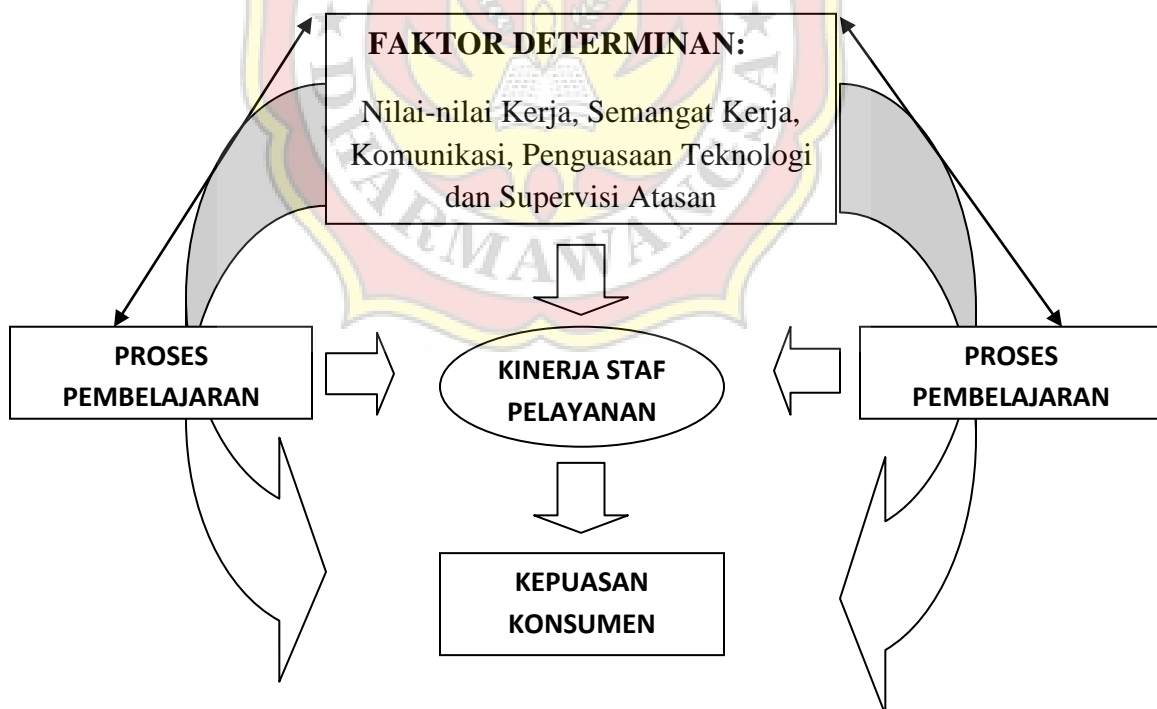 FAKTOR DETERMINAN:
Nilai-nilai Kerja, Semangat Kerja,
Komunikasi, Penguasaan Teknologi
dan Supervisi Atasan
DHARMAWANGSA
PROSES
PEMBELAJARAN
KINERJA STAF
PELAYANAN
PROSES
PEMBELAJARAN
KEPUASAN
KONSUMEN